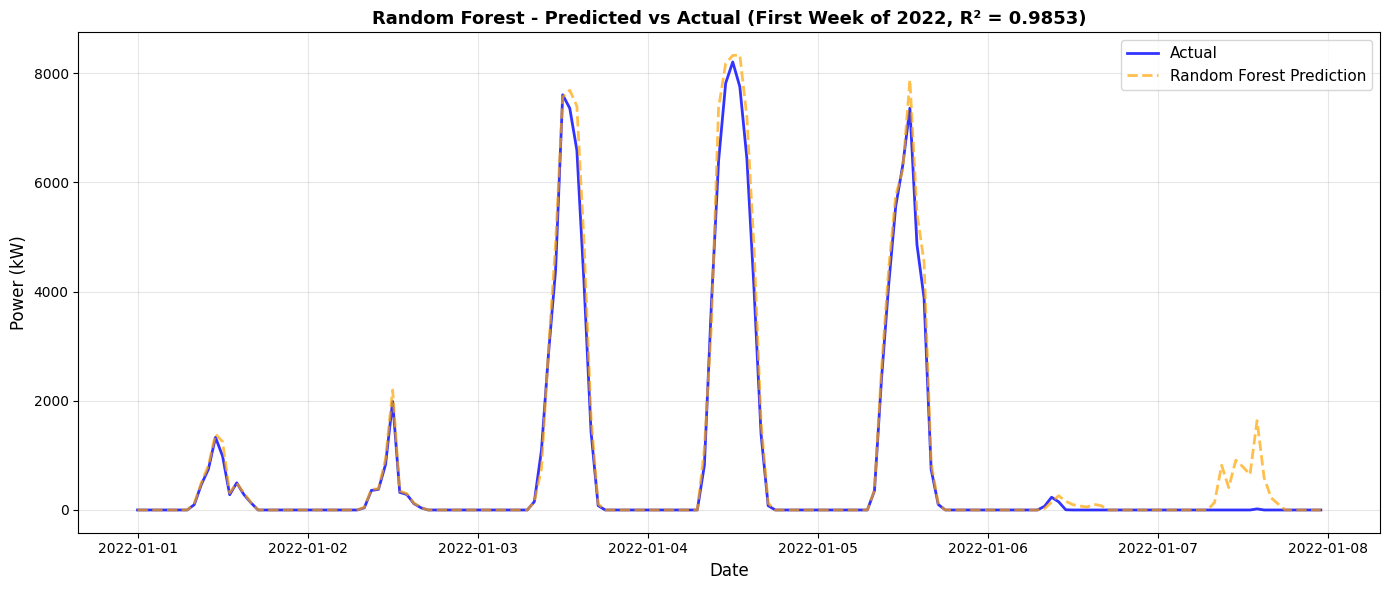 Random Forest - Predicted vs Actual (First Week of 2022, R² = 0.9853)
Actual
Random Forest Prediction
Power (kW)
8000
6000
4000
2000
0
2022-01-01 2022-01-02 2022-01-03 2022-01-04 2022-01-05 2022-01-06 2022-01-07 2022-01-08
Date